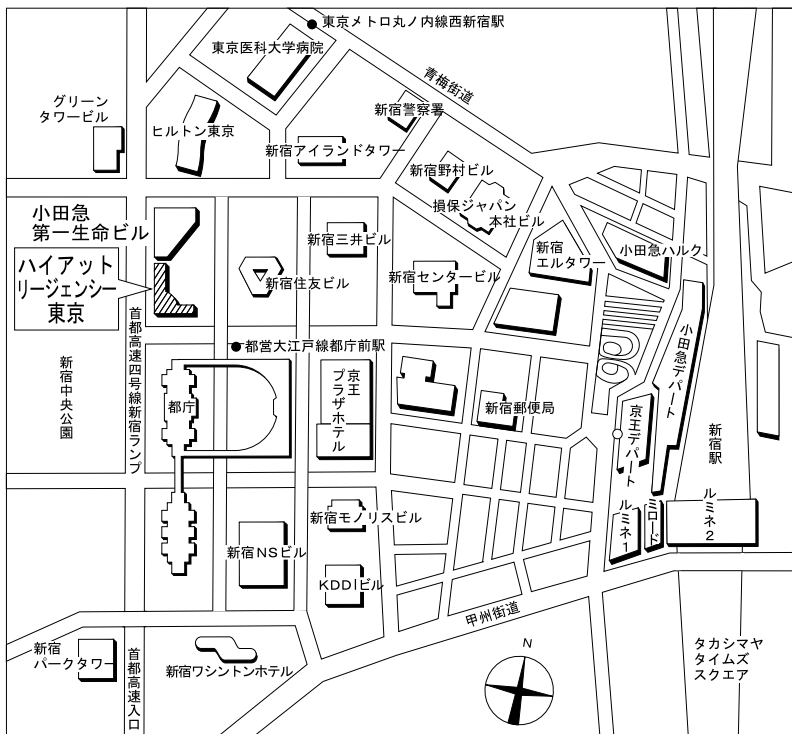 東京メトロ丸ノ内線西新宿駅
東京医科大学病院
青梅街道
グリーン
タワービル
ヒルトン東京
新宿警察署
新宿アイランドタワー
新宿野村ビル
損保ジャパン
本社ビル
小田急
第一生命ビル
新宿三井ビル
新宿
エルタワー
小田急ハルク
ハイアット
リージェンシー
東京
新宿住友ビル
新宿センタービル
首都高速四号線新宿ランプ
都営大江戸線都庁前駅
小田急デパート
新宿中央公園
都庁
京王
プラザホテル
新宿郵便局
京王デパート
新宿駅
新宿モノリスビル
ルミネ1
ミロード
ルミネ2
新宿NSビル
KDDIビル
甲州街道
新宿
パークタワー
首都高速入口
新宿ワシントンホテル
N
タカシマヤ
タイムズ
スクエア